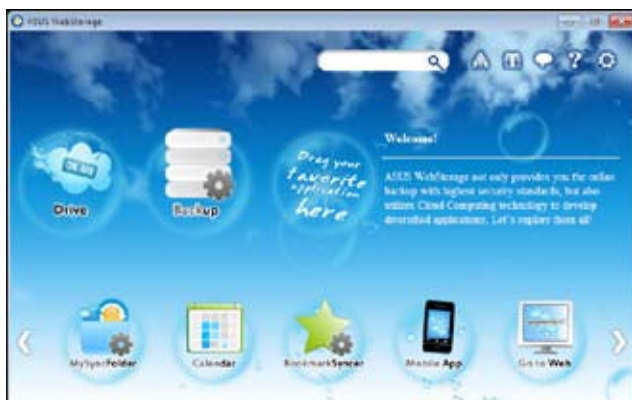 ASUS WebStorage
Welcome!
ASUS WebStorage not only provides you the online
backup with highest security standards, but also
utilizes Cloud Computing technology to develop
diversified applications. Let's explore them all!
Drag your
favorite
application
here
Drive
Backup
MySyncFolder
Calendar
BookmarkSyncer
Mobile App
Go to Web